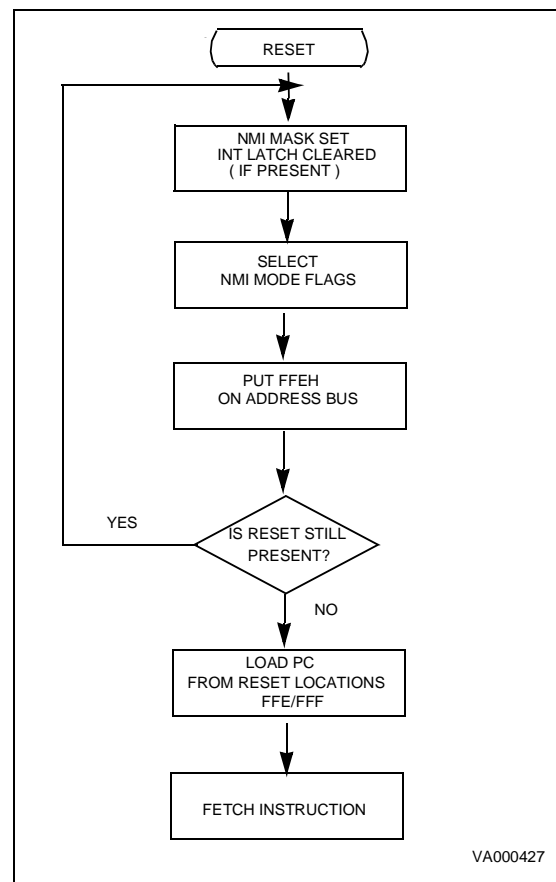 RESET
NMI MASK SET
INT LATCH CLEARED
( IF PRESENT )
SELECT
NMI MODE FLAGS
PUT FFEH
ON ADDRESS BUS
YES
IS RESET STILL
PRESENT?
NO
LOAD PC
FROM RESET LOCATIONS
FFE/FFF
FETCH INSTRUCTION
VA000427